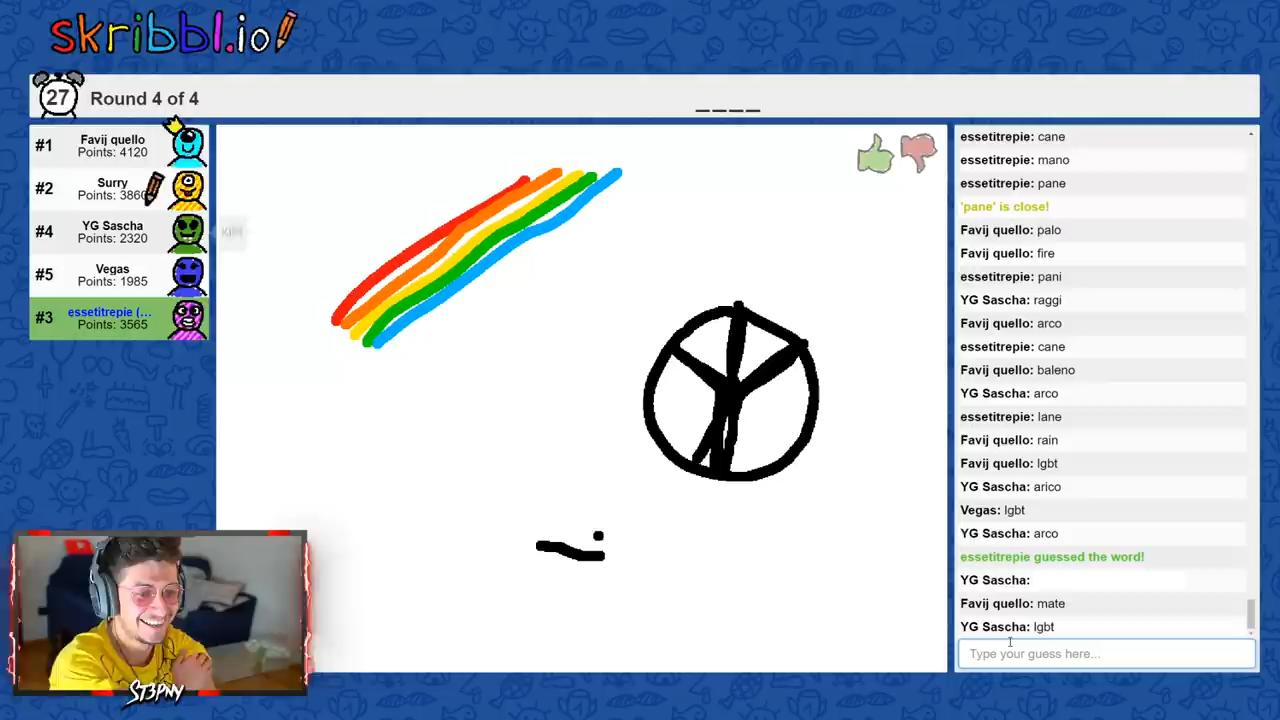 skribbl.io
27
Round 4 of 4
____
#1
Favij quello
Points: 4120
#2
Surry
Points: 3860
#4
YG Sascha
Points: 2320
#5
Vegas
Points: 1985
#3
essetitrepie (...
Points: 3565
essetitrepie: cane
essetitrepie: mano
essetitrepie: pane
'pane' is close!
Favij quello: palo
Favij quello: fire
essetitrepie: pani
YG Sascha: raggi
Favij quello: arco
essetitrepie: cane
Favij quello: baleno
YG Sascha: arco
essetitrepie: lane
Favij quello: rain
Favij quello: lgbt
YG Sascha: arico
Vegas: lgbt
YG Sascha: arco
essetitrepie guessed the word!
YG Sascha:
Favij quello: mate
YG Sascha: lgbt
Type your guess here...
ST3PNY